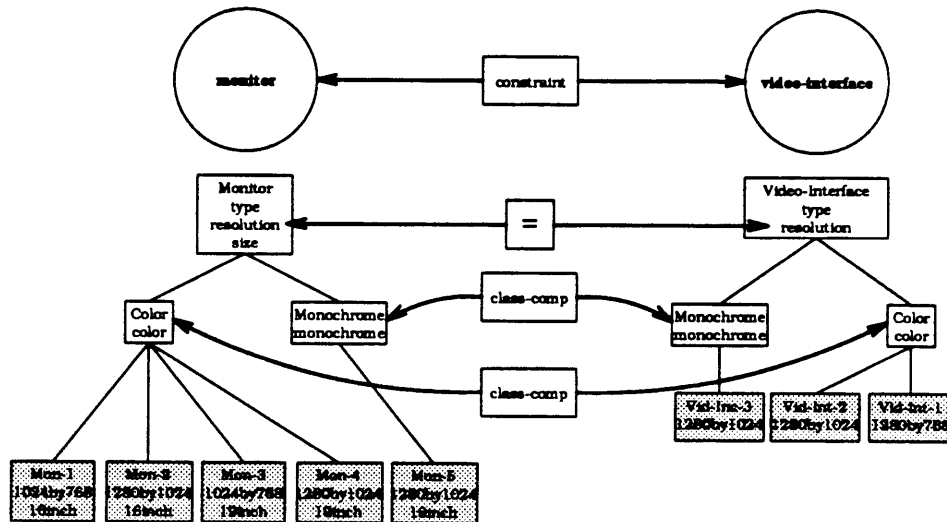 moniter
constraint
video-interface
Monitor
type
resolution
size
=
Video-interface
type
resolution
class-comp
Color
color
Monochrome
monochrome
Monochrome
monochrome
Color
color
class-comp
Vid-Int-3
1280by1024
Vid-Int-2
1280by1024
Vid-Int-1
Mon-1
1024by768
16inch
Mon-2
1280by1024
16inch
Mon-3
1024by768
19inch
Mon-4
1280by1024
19inch
Mon-5
1280by1024
19inch